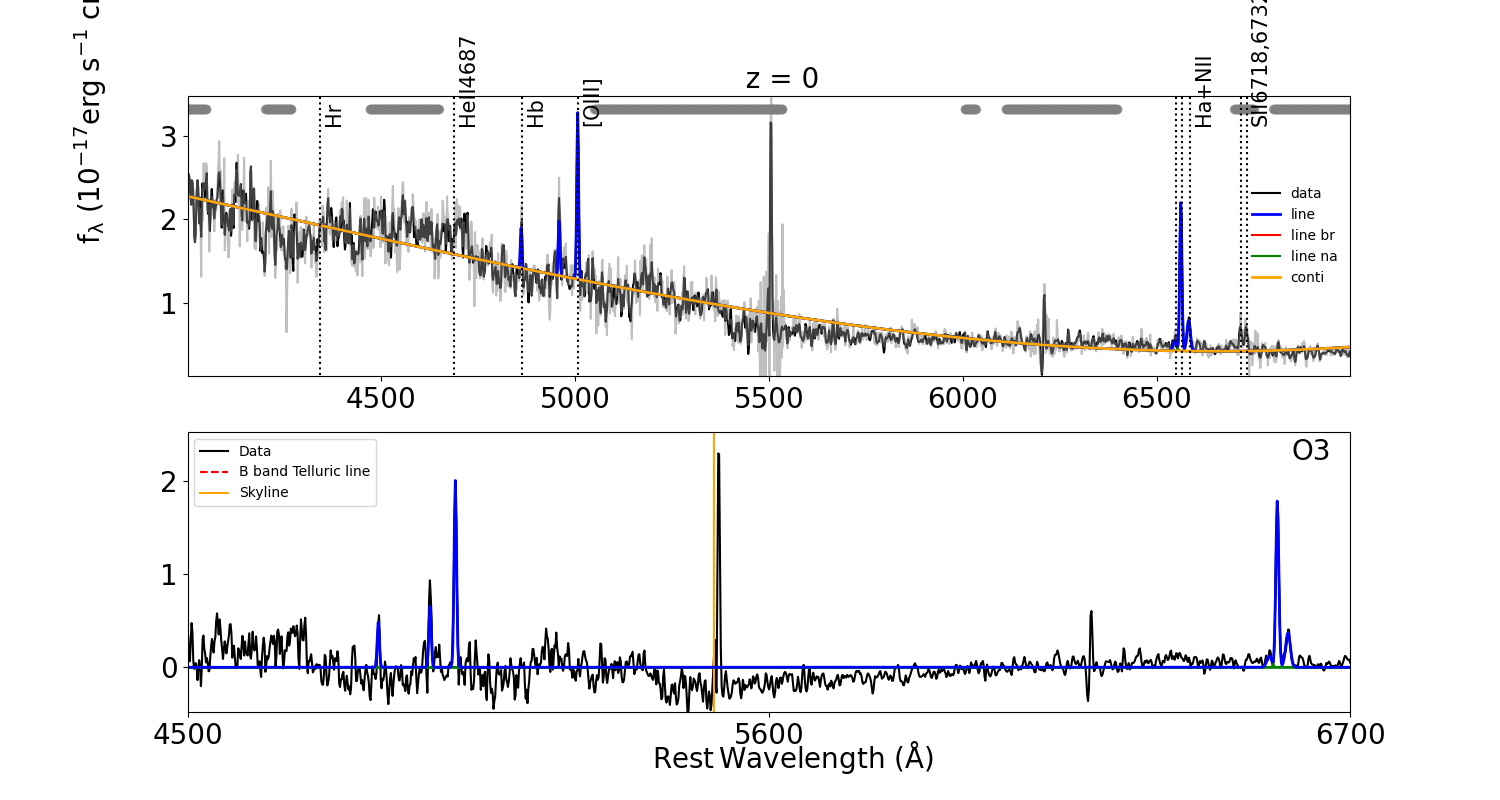 z = 0
f_λ (10^−17 erg s^−1 c
Hr
HeII4687
Hb
[OIII]
Ha+NII
SII6718,6732
3
2
1
data
line
line br
line na
conti
4500
5000
5500
6000
6500
O3
Data
B band Telluric line
Skyline
2
1
0
4500
5600
6700
Rest Wavelength (Å)